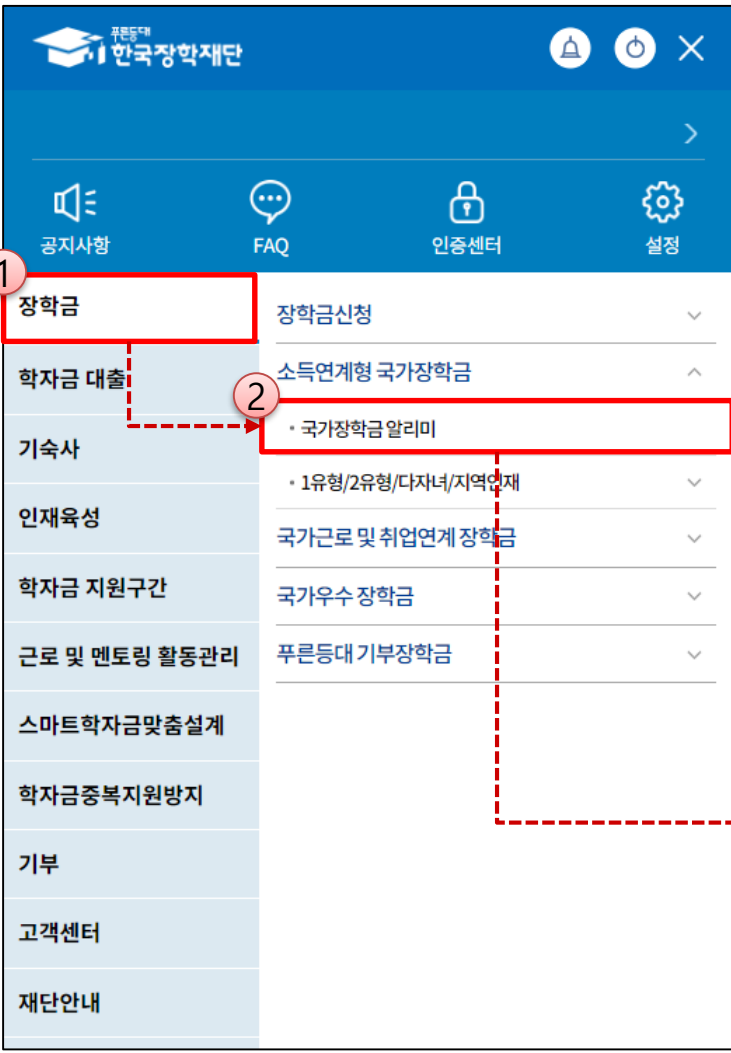 푸른등대
한국장학재단
공지사항
FAQ
인증센터
설정
1
장학금
학자금 대출
기숙사
인재육성
학자금 지원구간
근로 및 멘토링 활동관리
스마트학자금맞춤설계
학자금중복지원방지
기부
고객센터
재단안내
장학금신청
소득연계형 국가장학금
2
• 국가장학금알리미
• 1유형/2유형/다자녀/지역인재
국가근로 및 취업연계 장학금
국가우수 장학금
푸른등대 기부장학금